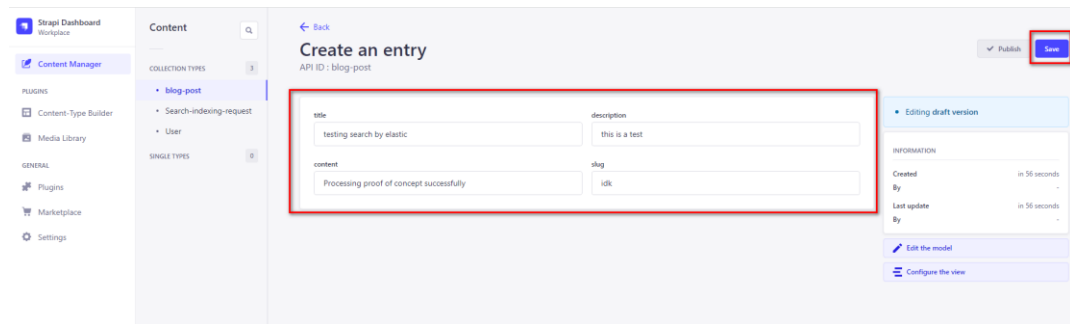 Strapi Dashboard
Workplace
Content Manager
PLUGINS
Content-Type Builder
Media Library
GENERAL
Plugins
Marketplace
Settings
Content
COLLECTION TYPES 3
blog-post
Search-indexing-request
User
SINGLE TYPES 0
Back
Create an entry
API ID : blog-post
Publish
Save
title
testing search by elastic
description
this is a test
content
Processing proof of concept successfully
slug
idk
Editing draft version
INFORMATION
Created in 56 seconds
By -
Last update in 56 seconds
By -
Edit the model
Configure the view